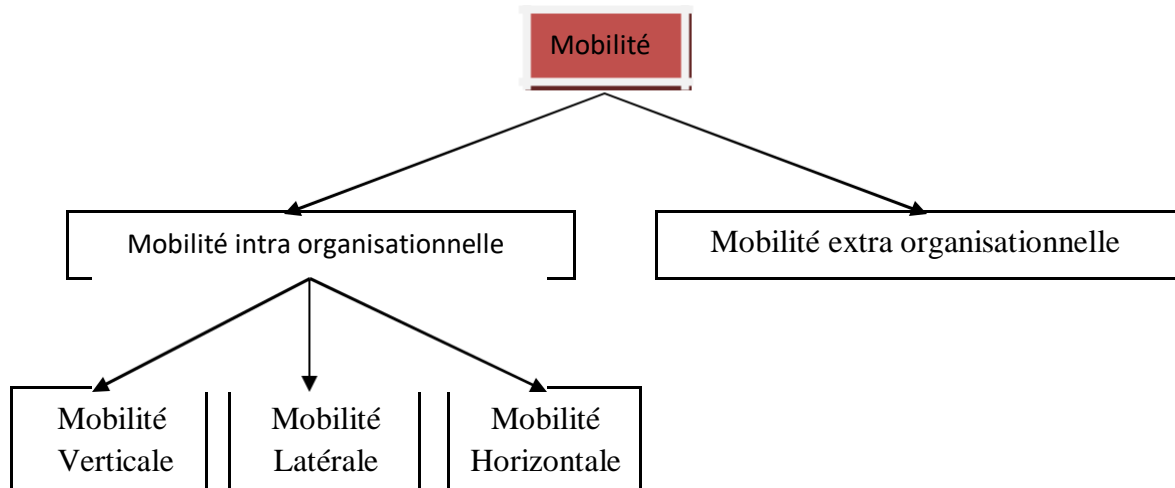 Mobilité
Mobilité intra organisationnelle
Mobilité extra organisationnelle
Mobilité
Verticale
Mobilité
Latérale
Mobilité
Horizontale